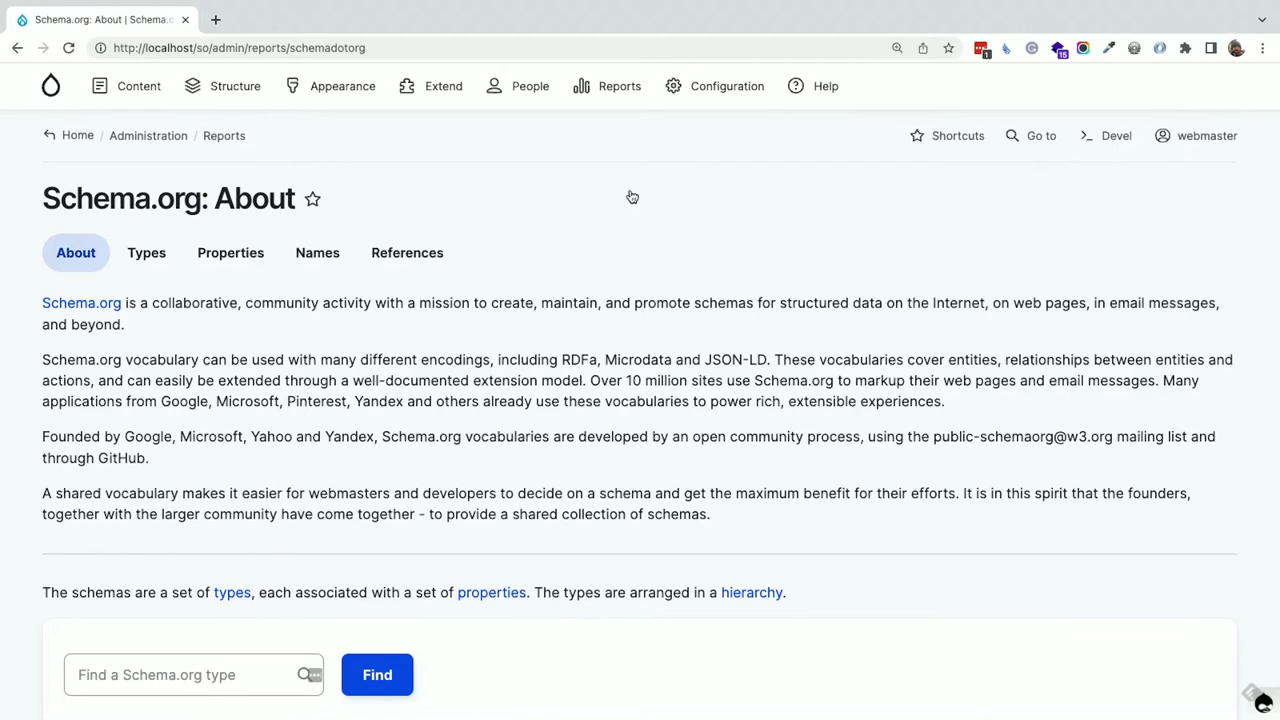 Schema.org: About | Schema.o
http://localhost/so/admin/reports/schemadotorg
1
15
Content
Structure
Appearance
Extend
People
Reports
Configuration
Help
Home / Administration / Reports
Shortcuts
Go to
Devel
webmaster
Schema.org: About
About
Types
Properties
Names
References
Schema.org is a collaborative, community activity with a mission to create, maintain, and promote schemas for structured data on the Internet, on web pages, in email messages,
and beyond.
Schema.org vocabulary can be used with many different encodings, including RDFa, Microdata and JSON-LD. These vocabularies cover entities, relationships between entities and
actions, and can easily be extended through a well-documented extension model. Over 10 million sites use Schema.org to markup their web pages and email messages. Many
applications from Google, Microsoft, Pinterest, Yandex and others already use these vocabularies to power rich, extensible experiences.
Founded by Google, Microsoft, Yahoo and Yandex, Schema.org vocabularies are developed by an open community process, using the public-schemaorg@w3.org mailing list and
through GitHub.
A shared vocabulary makes it easier for webmasters and developers to decide on a schema and get the maximum benefit for their efforts. It is in this spirit that the founders,
together with the larger community have come together - to provide a shared collection of schemas.
The schemas are a set of types, each associated with a set of properties. The types are arranged in a hierarchy.
Find a Schema.org type
Find